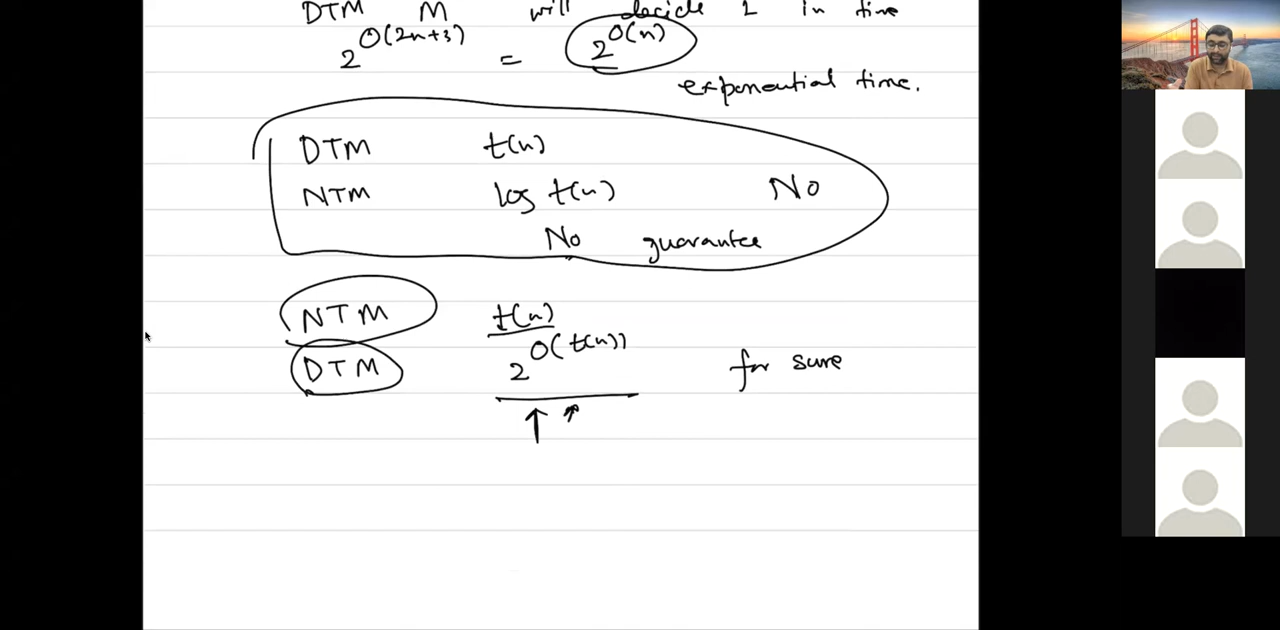 DTM M will decide L in time
2^O(2n+3) = 2^O(n)
exponential time.
DTM t(n)
NTM log t(n) No
No guarantee
NTM t(n)
DTM 2^O(t(n)) for sure